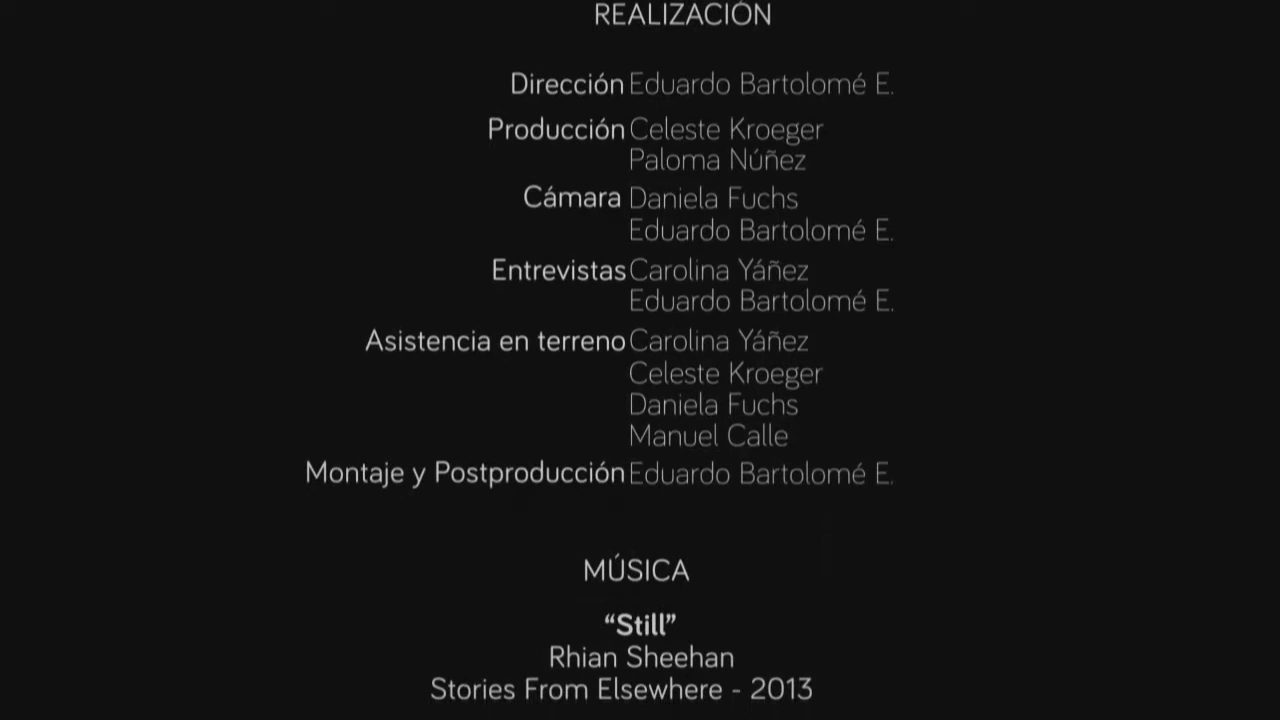 REALIZACIÓN
Dirección Eduardo Bartolomé E.
Producción Celeste Kroeger
Paloma Núñez
Cámara Daniela Fuchs
Eduardo Bartolomé E.
Entrevistas Carolina Yáñez
Eduardo Bartolomé E.
Asistencia en terreno Carolina Yáñez
Celeste Kroeger
Daniela Fuchs
Manuel Calle
Montaje y Postproducción Eduardo Bartolomé E.
MÚSICA
“Still”
Rhian Sheehan
Stories From Elsewhere - 2013